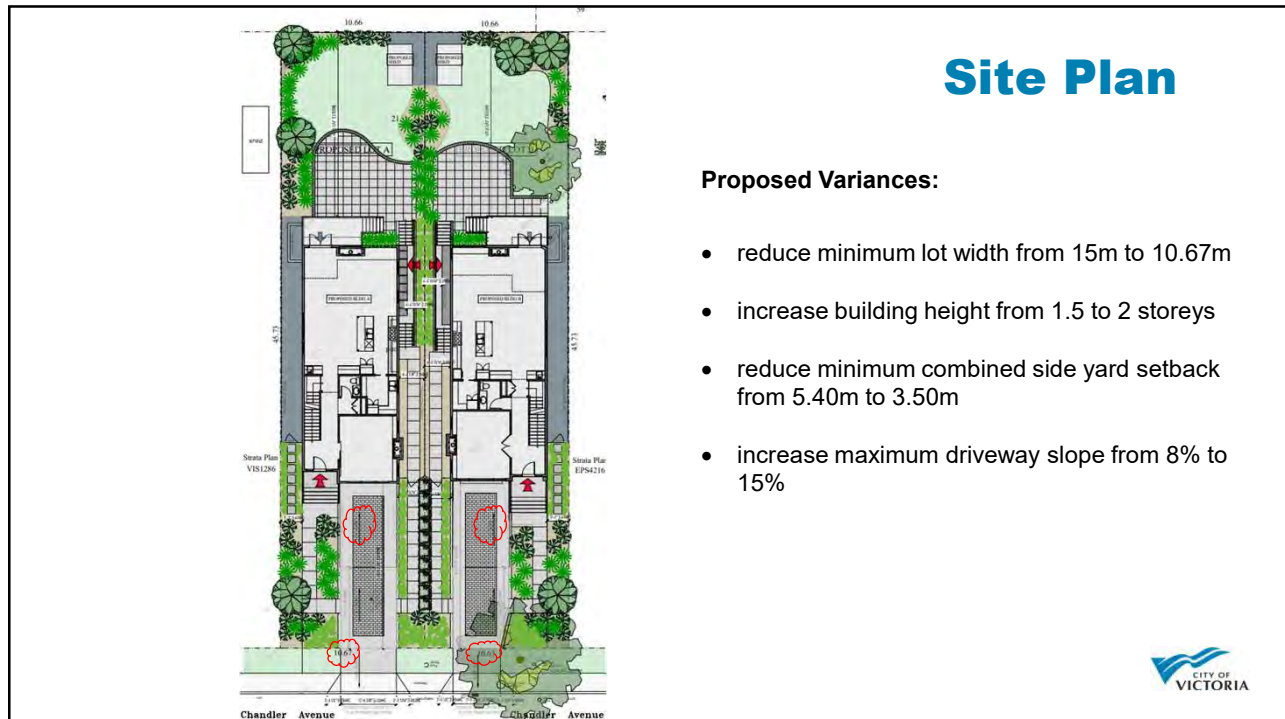 Site Plan
Proposed Variances:
• reduce minimum lot width from 15m to 10.67m
• increase building height from 1.5 to 2 storeys
• reduce minimum combined side yard setback
from 5.40m to 3.50m
• increase maximum driveway slope from 8% to
15%
10.66
10.66
45.73
45.73
Strata Plan
VIS1286
Strata Plan
EPS4216
10.67
Chandler Avenue
Chandler Avenue
CITY OF
VICTORIA